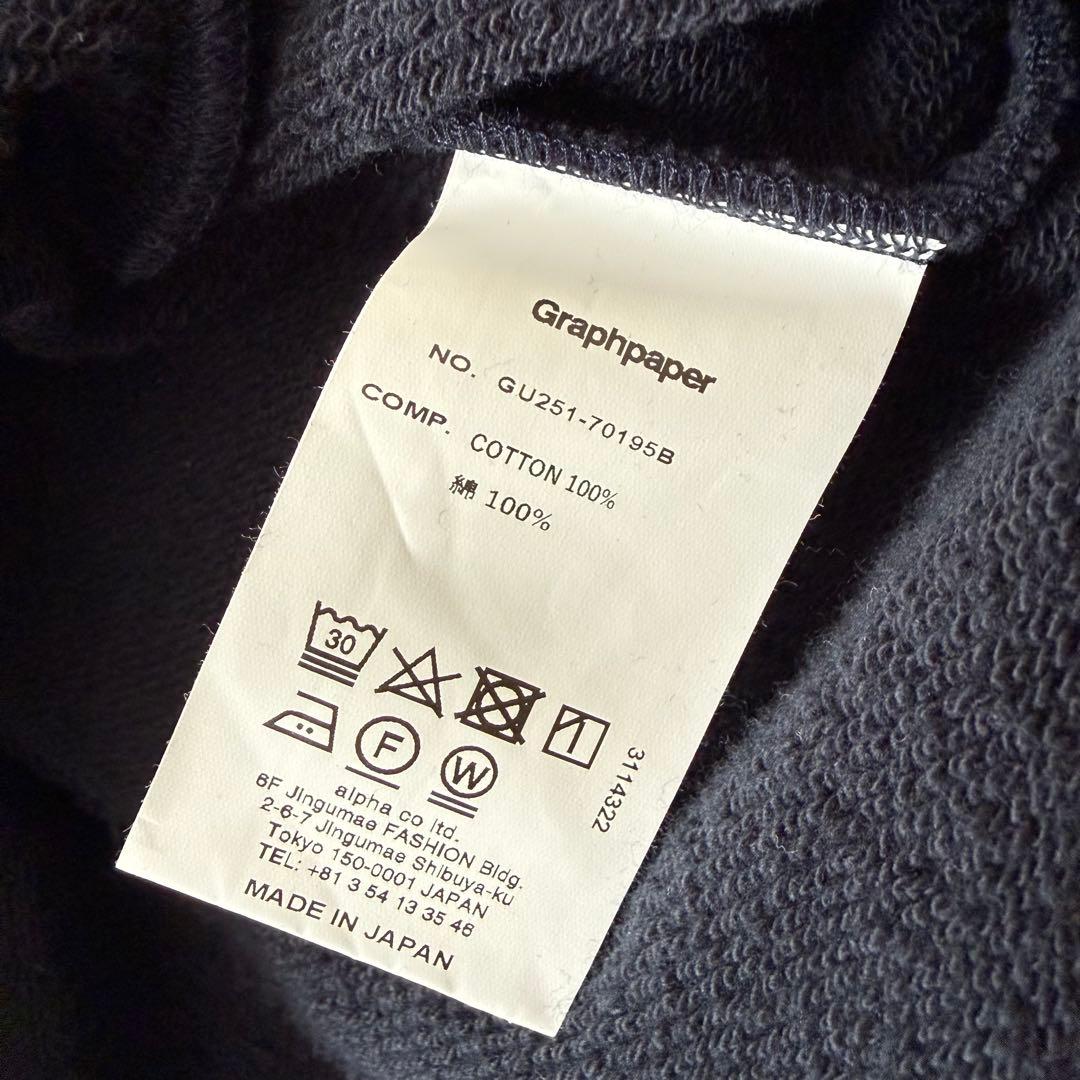 Graphpaper
NO. GU251-70195B
COMP. COTTON 100%
綿 100%
30
F
W
3114322
alpha co ltd.
6F Jingumae FASHION Bldg.
2-6-7 Jingumae Shibuya-ku
Tokyo 150-0001 JAPAN
TEL: +81 3 54 13 35 46
MADE IN JAPAN